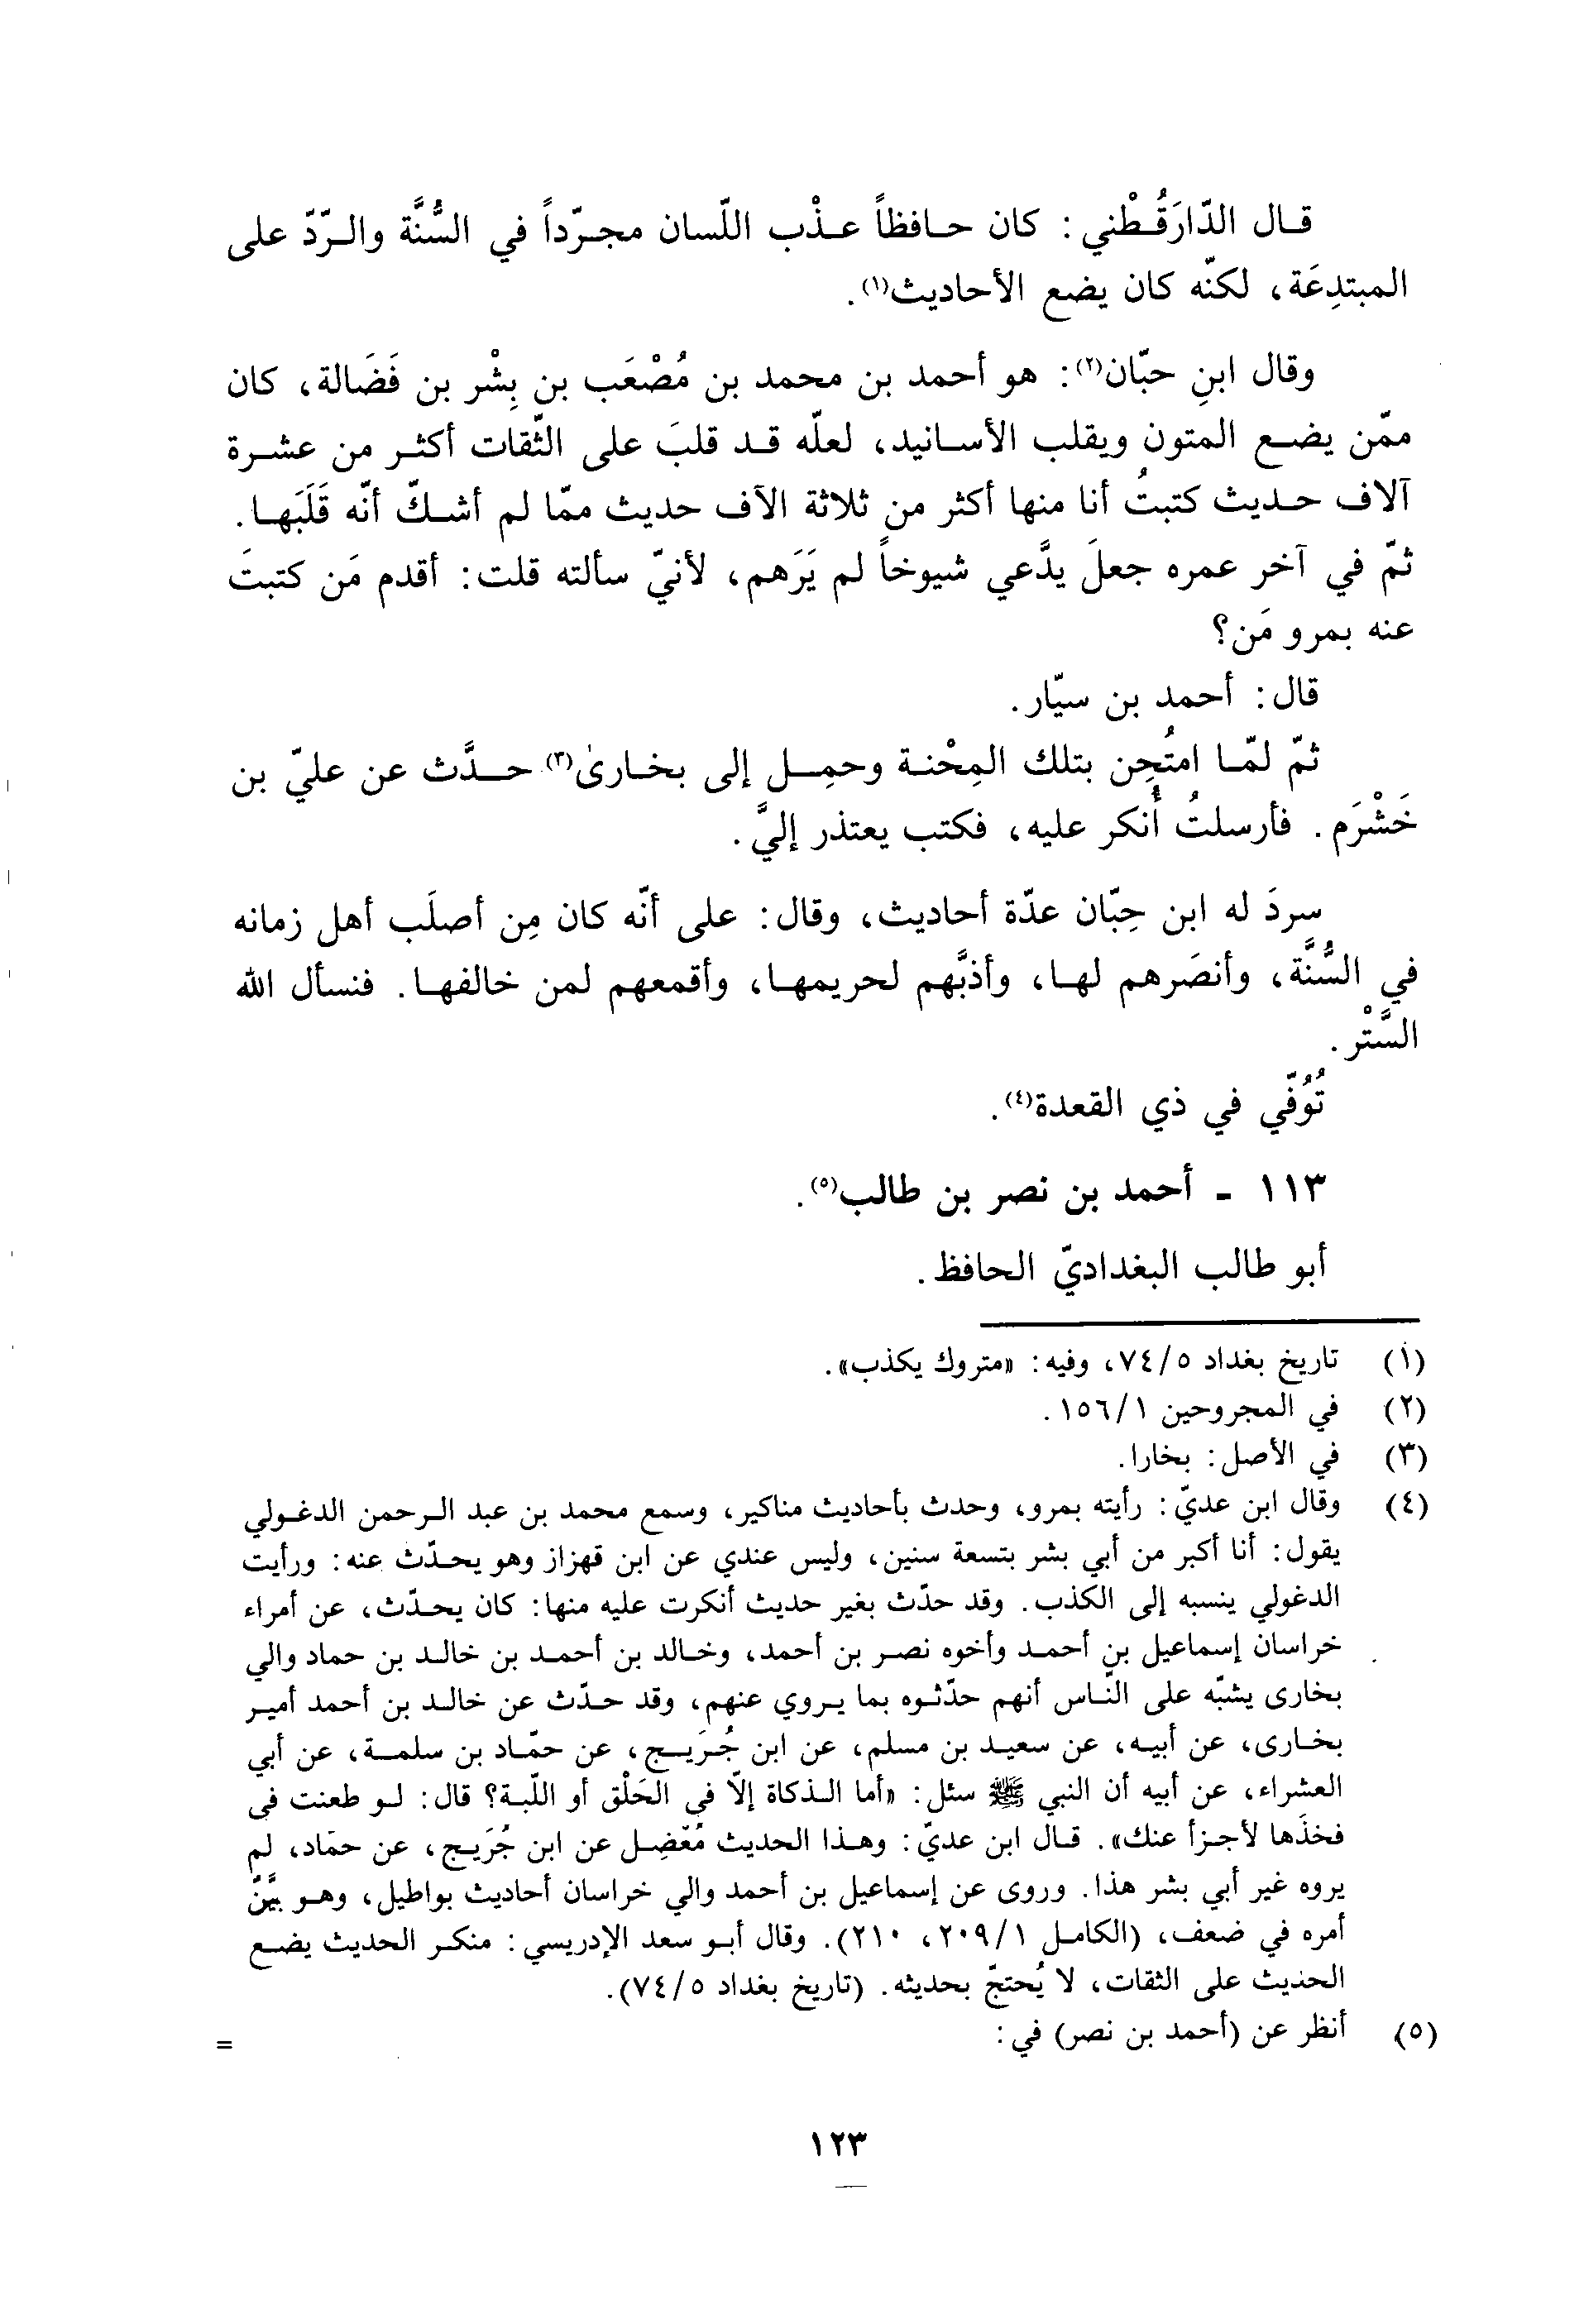 قال الدّارَقُطْني: كان حافظاً عذْب اللّسان مجرّداً في السُّنَّة والرّدّ على
المبتدِعَة، لكنّه كان يضع الأحاديث(١).
وقال ابن حبّان(٢): هو أحمد بن محمد بن مُصْعَب بن بِشْر بن فَضَالة، كان
ممّن يضع المتون ويقلب الأسانيد، لعلّه قد قلبَ على الثّقات أكثر من عشرة
آلاف حديث كتبتُ أنا منها أكثر من ثلاثة الآف حديث ممّا لم أشكّ أنّه قَلَبَها.
ثمّ في آخر عمره جعلَ يدَّعي شيوخاً لم يَرَهم، لأنيّ سألته قلت: أقدم مَن كتبتَ
عنه بمرو مَن؟
قال: أحمد بن سيّار.
ثمّ لمّا امتُحِن بتلك المِحْنة وحمِل إلى بخارىٰ(٣) حدَّث عن عليّ بن
خَشْرَم. فأرسلتُ أُنكر عليه، فكتب يعتذر إليَّ.
سردَ له ابن حِبّان عدّة أحاديث، وقال: على أنّه كان مِن أصلَب أهل زمانه
في السُّنَّة، وأنصَرهم لها، وأذبَّهم لحريمها، وأقمعهم لمن خالفها. فنسأل الله
السَّتْر.
تُوُفّي في ذي القعدة(٤).
١١٣ - أحمد بن نصر بن طالب(٥).
أبو طالب البغداديّ الحافظ.
(١) تاريخ بغداد ٧٤/٥، وفيه: «متروك يكذب».
(٢) في المجروحين ١٥٦/١.
(٣) في الأصل: بخارا.
(٤) وقال ابن عديّ: رأيته بمرو، وحدث بأحاديث مناكير، وسمع محمد بن عبد الرحمن الدغولي
يقول: أنا أكبر من أبي بشر بتسعة سنين، وليس عندي عن ابن قهزاز وهو يحدّث عنه: ورأيت
الدغولي ينسبه إلى الكذب. وقد حدّث بغير حديث أنكرت عليه منها: كان يحدّث، عن أمراء
خراسان إسماعيل بن أحمد وأخوه نصر بن أحمد، وخالد بن أحمد بن خالد بن حماد والي
بخارى يشبّه على النّاس أنهم حدّثوه بما يروي عنهم، وقد حدّث عن خالد بن أحمد أمير
بخارى، عن أبيه، عن سعيد بن مسلم، عن ابن جُرَيج، عن حمّاد بن سلمة، عن أبي
العشراء، عن أبيه أن النبي ﷺ سئل: «أما الذكاة إلاّ في الحَلْق أو اللّبة؟ قال: لو طعنت في
فخذَها لأجزأ عنك». قال ابن عديّ: وهذا الحديث مُعْضِل عن ابن جُرَيج، عن حمّاد، لم
يروه غير أبي بشر هذا. وروى عن إسماعيل بن أحمد والي خراسان أحاديث بواطيل، وهو بيّن
أمره في ضعف، (الكامل ٢٠٩/١، ٢١٠). وقال أبو سعد الإدريسي: منكر الحديث يضع
الحديث على الثقات، لا يُحتجّ بحديثه. (تاريخ بغداد ٧٤/٥).
(٥) أنظر عن (أحمد بن نصر) في: =
١٢٣